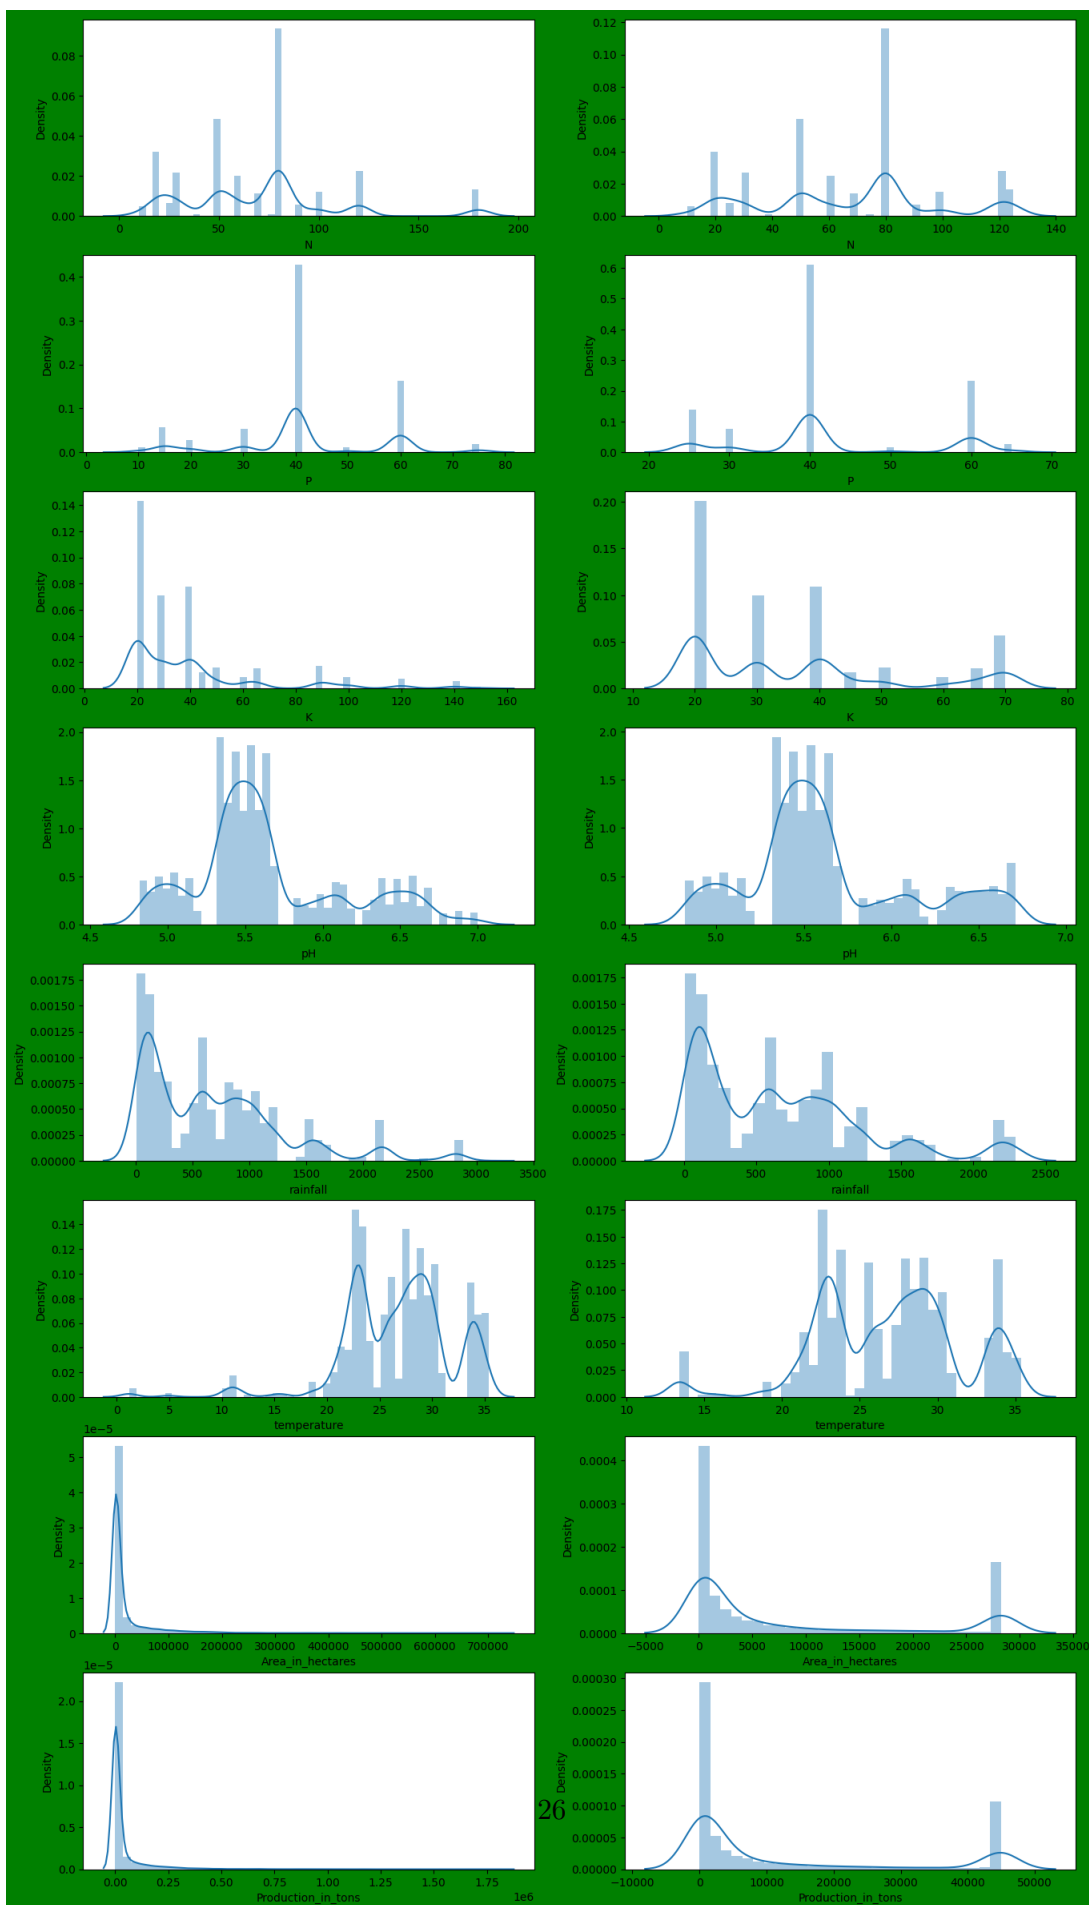 0.08
0.06
0.04
0.02
0.00
Density
0 50 100 150 200
N
0.12
0.10
0.08
0.06
0.04
0.02
0.00
Density
0 20 40 60 80 100 120 140
N
0.4
0.3
0.2
0.1
0.0
Density
0 10 20 30 40 50 60 70 80
P
0.6
0.5
0.4
0.3
0.2
0.1
0.0
Density
20 30 40 50 60 70
P
0.14
0.12
0.10
0.08
0.06
0.04
0.02
0.00
Density
0 20 40 60 80 100 120 140 160
K
0.20
0.15
0.10
0.05
0.00
Density
10 20 30 40 50 60 70 80
K
2.0
1.5
1.0
0.5
0.0
Density
4.5 5.0 5.5 6.0 6.5 7.0
pH
2.0
1.5
1.0
0.5
0.0
Density
4.5 5.0 5.5 6.0 6.5 7.0
pH
0.00175
0.00150
0.00125
0.00100
0.00075
0.00050
0.00025
0.00000
Density
0 500 1000 1500 2000 2500 3000 3500
rainfall
0.00175
0.00150
0.00125
0.00100
0.00075
0.00050
0.00025
0.00000
Density
0 500 1000 1500 2000 2500
rainfall
0.14
0.12
0.10
0.08
0.06
0.04
0.02
0.00
Density
0 5 10 15 20 25 30 35
temperature
0.175
0.150
0.125
0.100
0.075
0.050
0.025
0.000
Density
10 15 20 25 30 35
temperature
1e−5
5
4
3
2
1
0
Density
0 100000 200000 300000 400000 500000 600000 700000
Area_in_hectares
0.0004
0.0003
0.0002
0.0001
0.0000
Density
−5000 0 5000 10000 15000 20000 25000 30000 35000
Area_in_hectares
1e−5
2.0
1.5
1.0
0.5
0.0
Density
0.00 0.25 0.50 0.75 1.00 1.25 1.50 1.75
Production_in_tons
1e6
0.00030
0.00025
0.00020
0.00015
0.00010
0.00005
0.00000
Density
−10000 0 10000 20000 30000 40000 50000
Production_in_tons
26